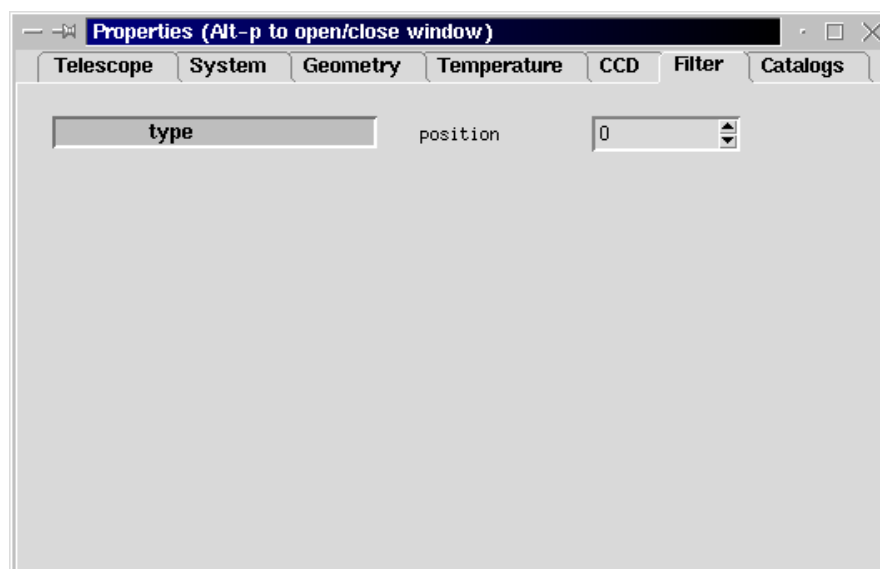 Properties (Alt-p to open/close window)
Telescope System Geometry Temperature CCD Filter Catalogs
type position 0